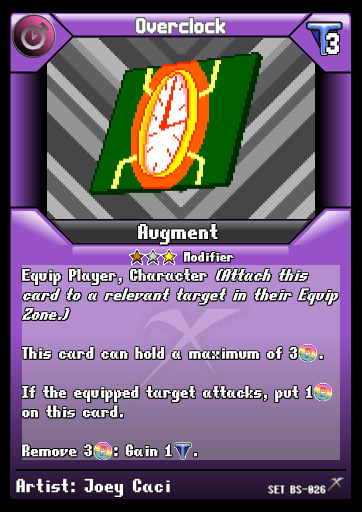 Overclock
3
Augment
Modifier
Equip Player, Character (Attach this
card to a relevant target in their Equip
Zone.)
This card can hold a maximum of 3 P.
If the equipped target attacks, put 1 P
on this card.
Remove 3 P: Gain 1 T.
Artist: Joey Caci
SET BS-026